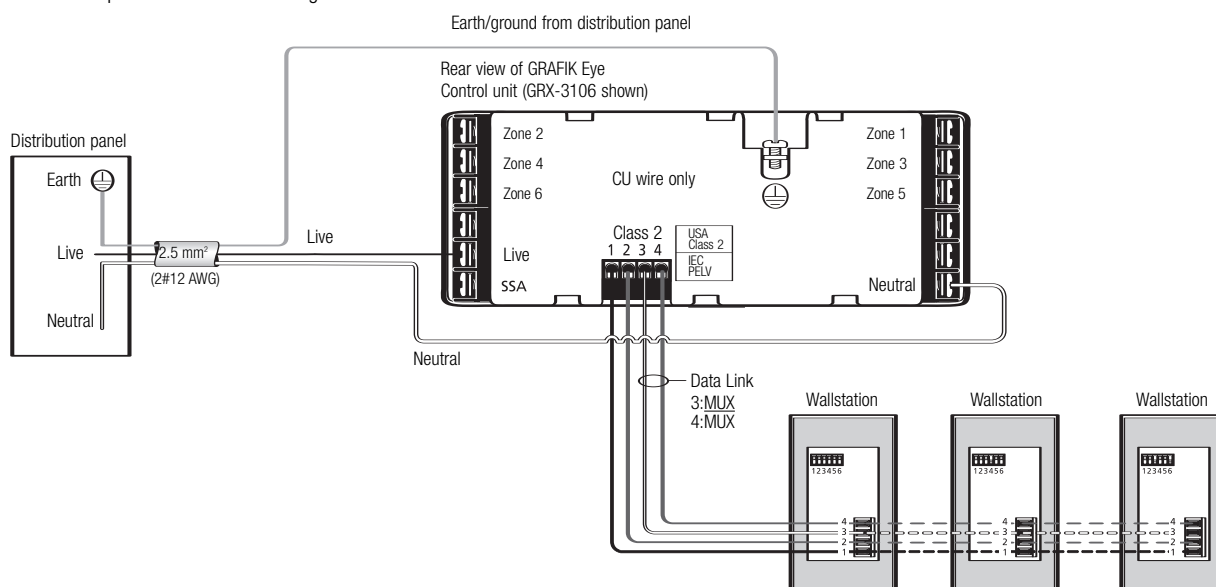 Earth/ground from distribution panel
Rear view of GRAFIK Eye
Control unit (GRX-3106 shown)
Distribution panel
Earth
Live
2.5 mm²
(2#12 AWG)
Neutral
Live
Neutral
Zone 2
Zone 4
Zone 6
Live
SSA
CU wire only
Class 2
1 2 3 4
USA
Class 2
IEC
PELV
Zone 1
Zone 3
Zone 5
Neutral
Data Link
3:MUX
4:MUX
Wallstation
123456
4
3
2
1
Wallstation
123456
4
3
2
1
Wallstation
123456
4
3
2
1